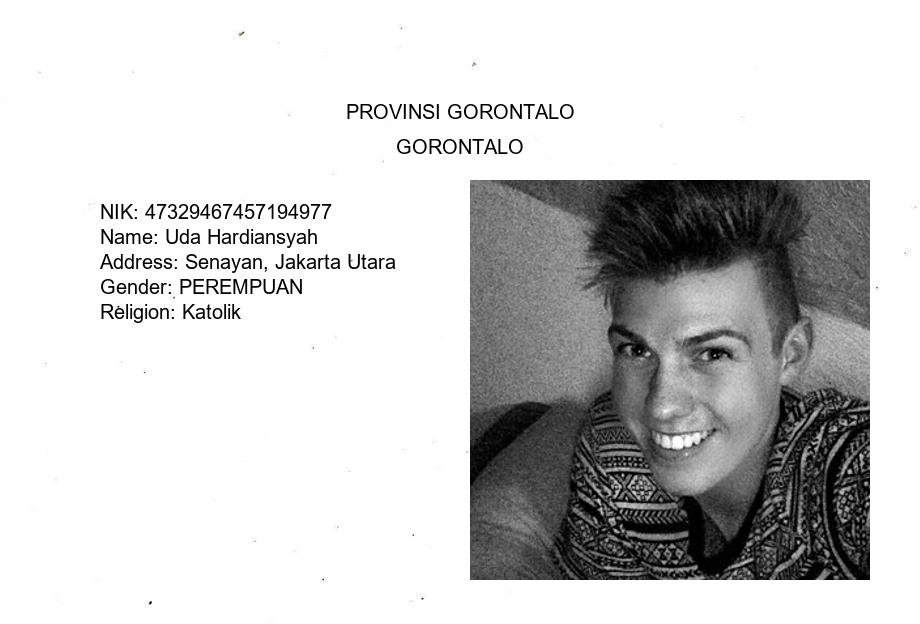 PROVINSI GORONTALO
GORONTALO
NIK: 47329467457194977
Name: Uda Hardiansyah
Address: Senayan, Jakarta Utara
Gender: PEREMPUAN
Religion: Katolik